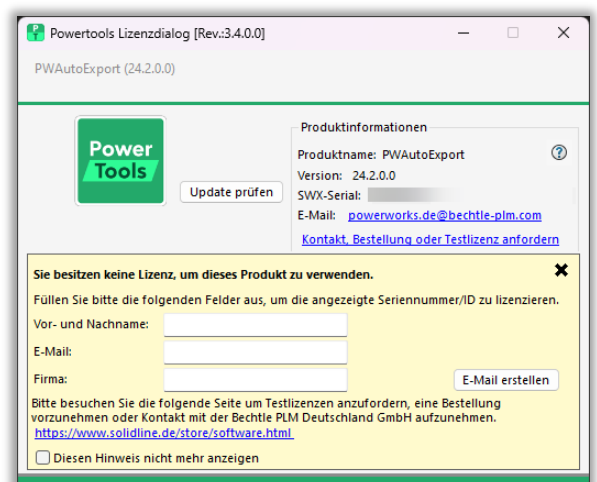 Powertools Lizenzdialog [Rev.:3.4.0.0]
PWAutoExport (24.2.0.0)
Power
Tools
Update prüfen
Produktinformationen
Produktname: PWAutoExport
Version: 24.2.0.0
SWX-Serial:
E-Mail: powerworks.de@bechtle-plm.com
Kontakt, Bestellung oder Testlizenz anfordern
Sie besitzen keine Lizenz, um dieses Produkt zu verwenden.
Füllen Sie bitte die folgenden Felder aus, um die angezeigte Seriennummer/ID zu lizenzieren.
Vor- und Nachname:
E-Mail:
Firma:
E-Mail erstellen
Bitte besuchen Sie die folgende Seite um Testlizenzen anzufordern, eine Bestellung
vorzunehmen oder Kontakt mit der Bechtle PLM Deutschland GmbH aufzunehmen.
https://www.solidline.de/store/software.html
Diesen Hinweis nicht mehr anzeigen